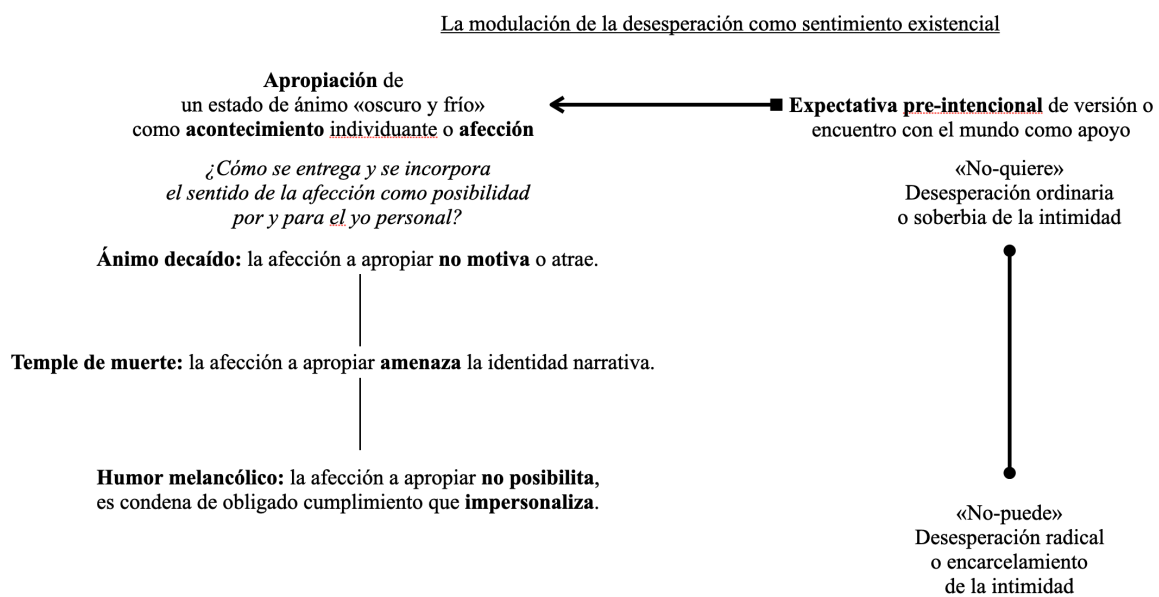 La modulación de la desesperación como sentimiento existencial
Apropiación de
un estado de ánimo «oscuro y frío»
como acontecimiento individuante o afección
¿Cómo se entrega y se incorpora
el sentido de la afección como posibilidad
por y para el yo personal?
Ánimo decaído: la afección a apropiar no motiva o atrae.
Temple de muerte: la afección a apropiar amenaza la identidad narrativa.
Humor melancólico: la afección a apropiar no posibilita,
es condena de obligado cumplimiento que impersonaliza.
Expectativa pre-intencional de versión o
encuentro con el mundo como apoyo
«No-quiere»
Desesperación ordinaria
o soberbia de la intimidad
«No-puede»
Desesperación radical
o encarcelamiento
de la intimidad